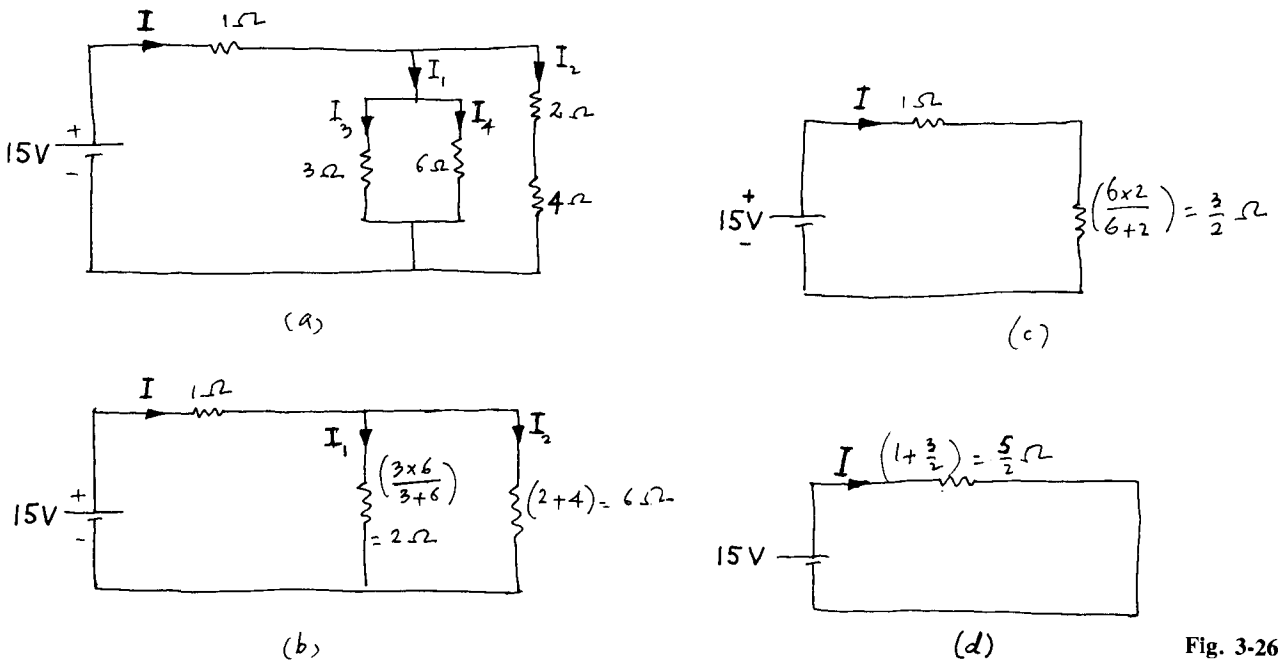 I 1Ω
I₁ I₂
I₃ I₄ 2Ω
3Ω 6Ω 4Ω
+
15V
-
(a)
I 1Ω
+
15V
-
(6×2/6+2) = 3/2 Ω
(c)
I 1Ω
I₁ I₂
+
15V
-
(3×6/3+6)
= 2Ω
(2+4) = 6Ω
(b)
I (1+3/2) = 5/2 Ω
15V
(d)
Fig. 3-26